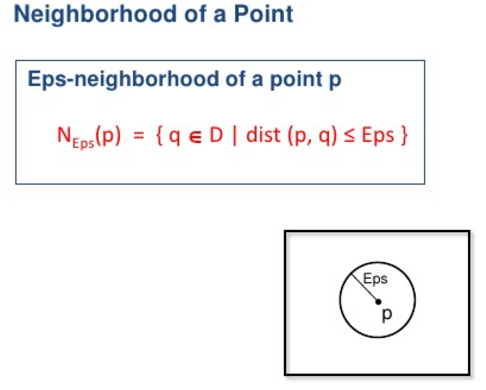 Neighborhood of a Point
Eps-neighborhood of a point p
N_Eps(p) = { q ∈ D | dist (p, q) ≤ Eps }
Eps
p